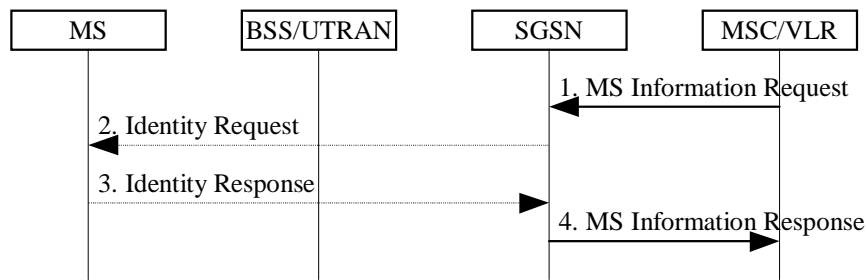 MS
BSS/UTRAN
SGSN
MSC/VLR
1. MS Information Request
2. Identity Request
3. Identity Response
4. MS Information Response